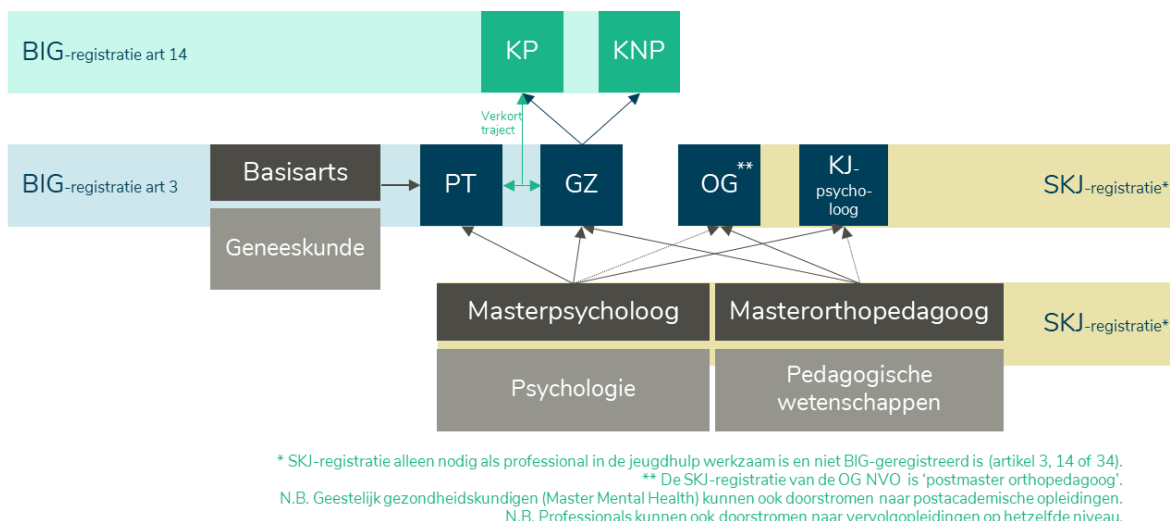 BIG-registratie art 14
KP
KNP
Verkort
traject
BIG-registratie art 3
Basisarts
PT
GZ
OG**
KJ-
psycho-
loog
SKJ-registratie*
Geneeskunde
Masterpsycholoog
Masterorthopedagoog
SKJ-registratie*
Psychologie
Pedagogische
wetenschappen
* SKJ-registratie alleen nodig als professional in de jeugdhulp werkzaam is en niet BIG-geregistreerd is (artikel 3, 14 of 34).
** De SKJ-registratie van de OG NVO is ‘postmaster orthopedagoog’.
N.B. Geestelijk gezondheidskundigen (Master Mental Health) kunnen ook doorstromen naar postacademische opleidingen.
N.B. Professionals kunnen ook doorstromen naar vervolgopleidingen op hetzelfde niveau.